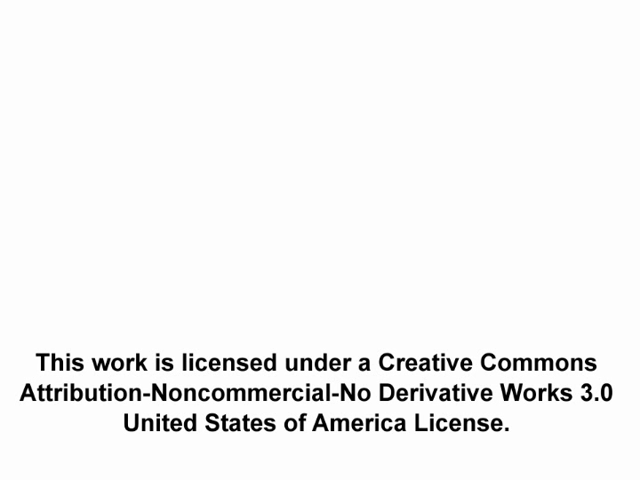 This work is licensed under a Creative Commons
Attribution-Noncommercial-No Derivative Works 3.0
United States of America License.